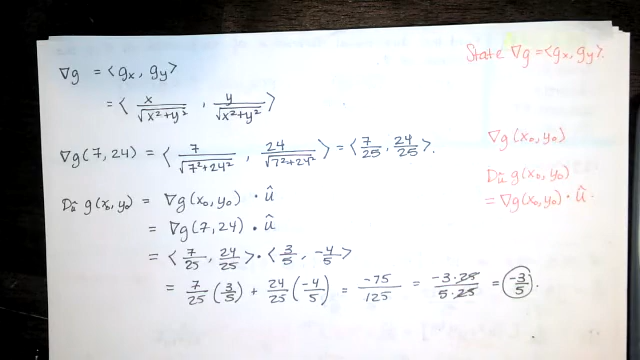 ∇g = <gx, gy>
State ∇g = <gx, gy>.
= < x/√(x²+y²) , y/√(x²+y²) >
∇g(7,24) = < 7/√(7²+24²) , 24/√(7²+24²) > = < 7/25 , 24/25 >.
∇g(x₀,y₀)
Dû g(x₀,y₀) = ∇g(x₀,y₀) • û
Dû g(x₀,y₀)
= ∇g(x₀,y₀) • û.
= ∇g(7,24) • û
= < 7/25 , 24/25 > • < 3/5 , -4/5 >
= 7/25 (3/5) + 24/25 (-4/5) = -75/125 = -3·25/5·25 = -3/5.